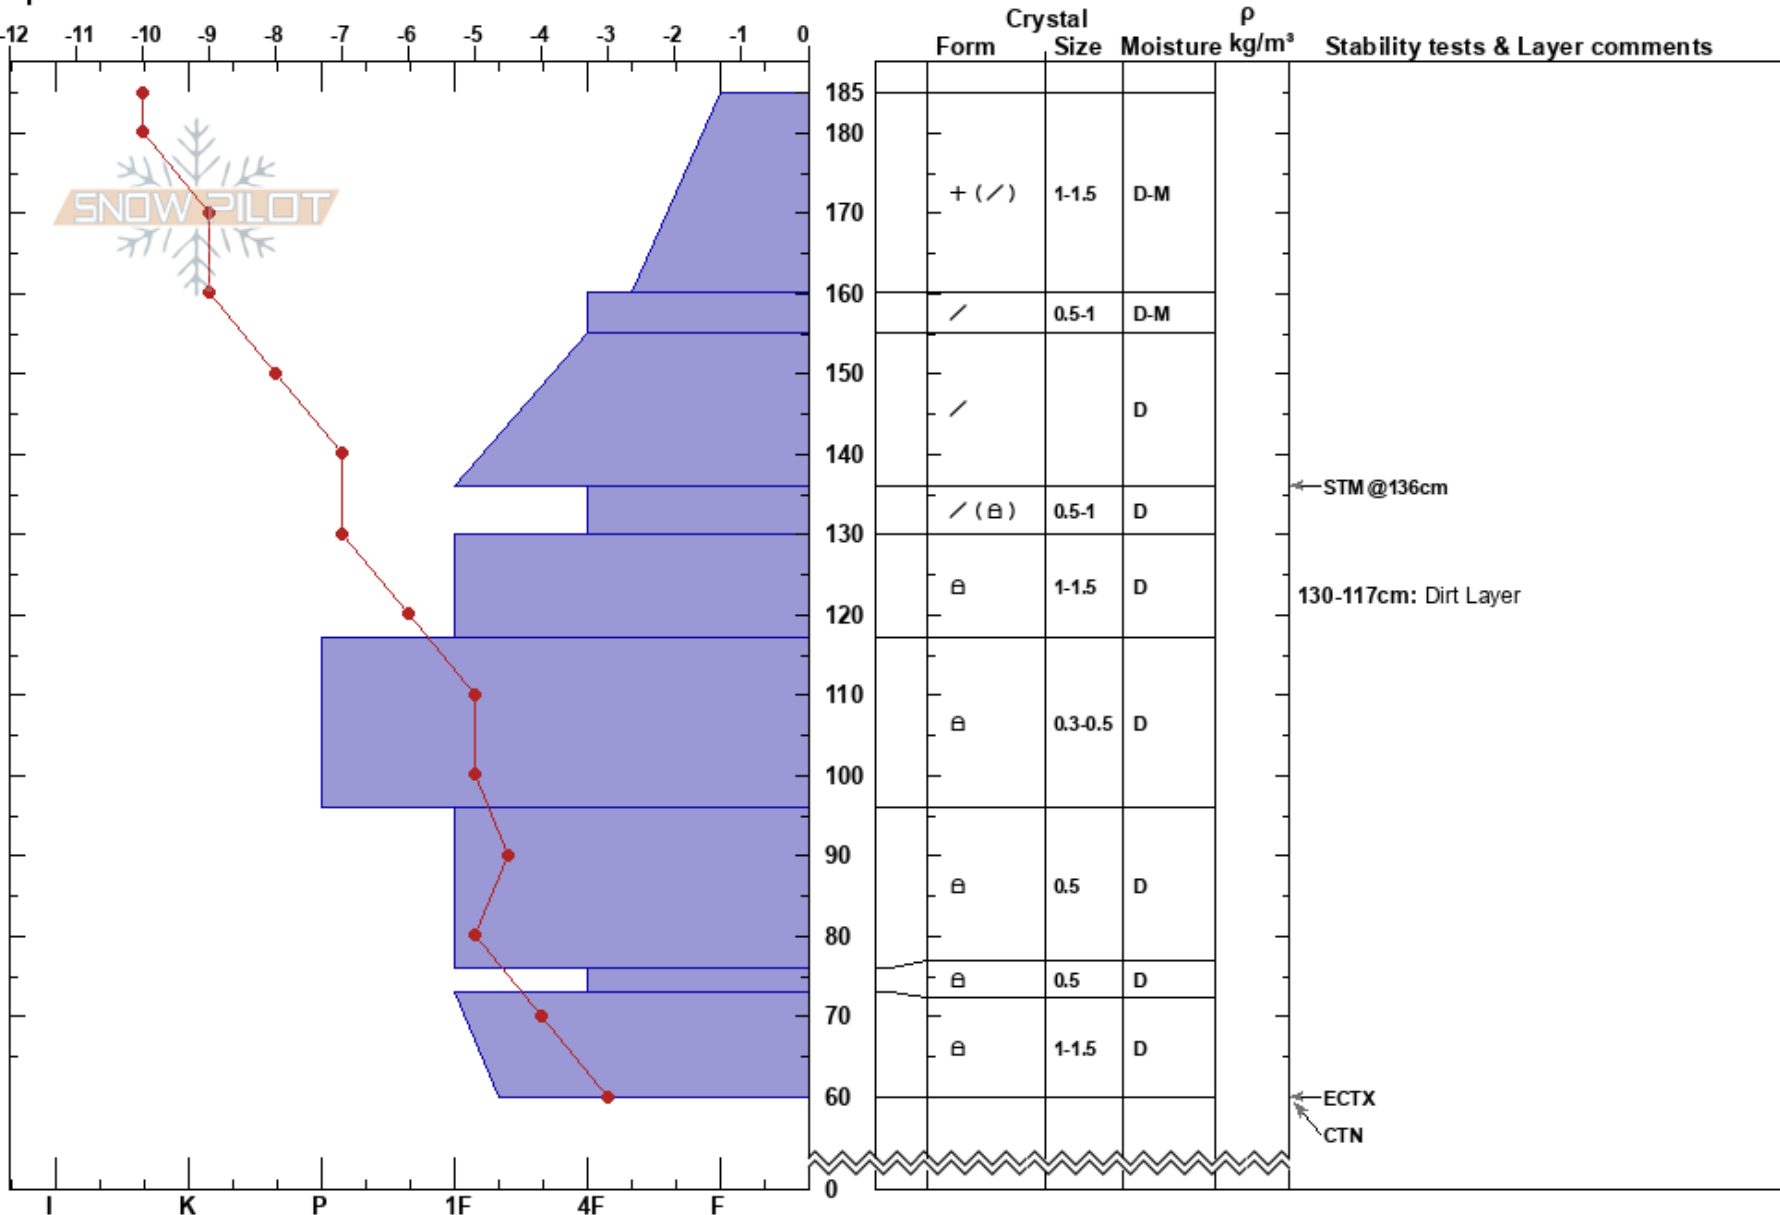 Crystal ρ
-12 -11 -10 -9 -8 -7 -6 -5 -4 -3 -2 -1 0 Form Size Moisture kg/m³ Stability tests & Layer comments
185
180
SNOW PILOT
+ (/) 1-1.5 D-M
170
160
/ 0.5-1 D-M
150
/ D
140
STM@136cm
/ ( ) 0.5-1 D
130
1-1.5 D 130-117cm: Dirt Layer
120
110
0.3-0.5 D
100
90
0.5 D
80
0.5 D
70
1-1.5 D
60 ECTX
CTN
0
I K P 1F 4F F